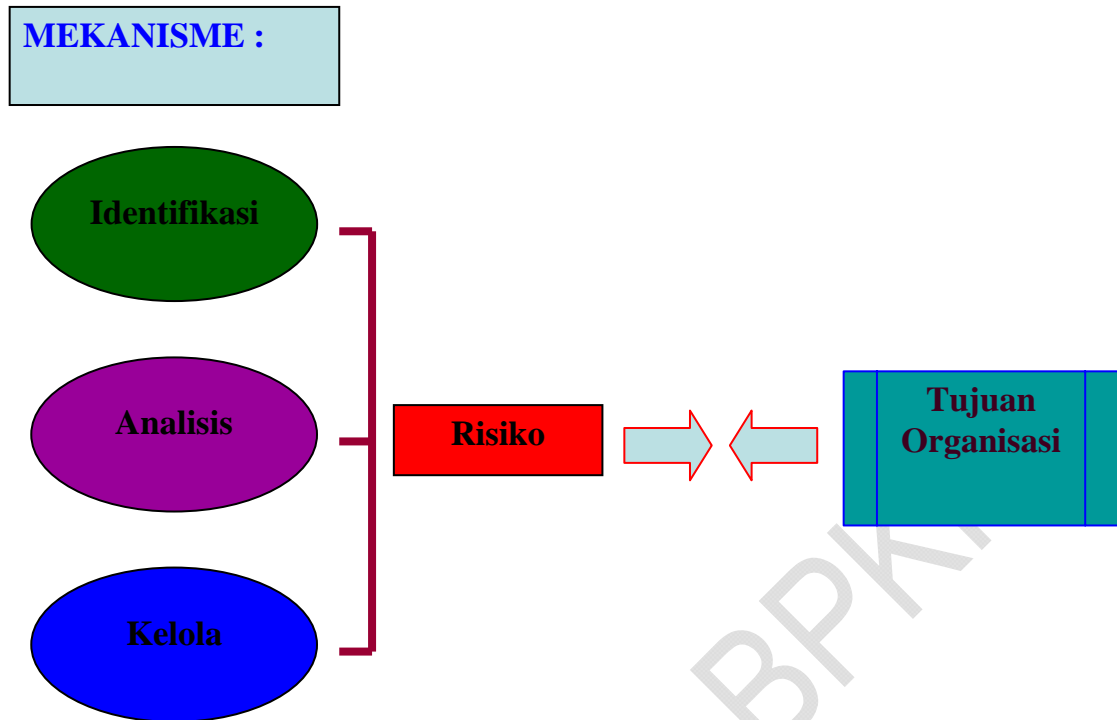 MEKANISME :
Identifikasi
Analisis
Kelola
Risiko
Tujuan
Organisasi